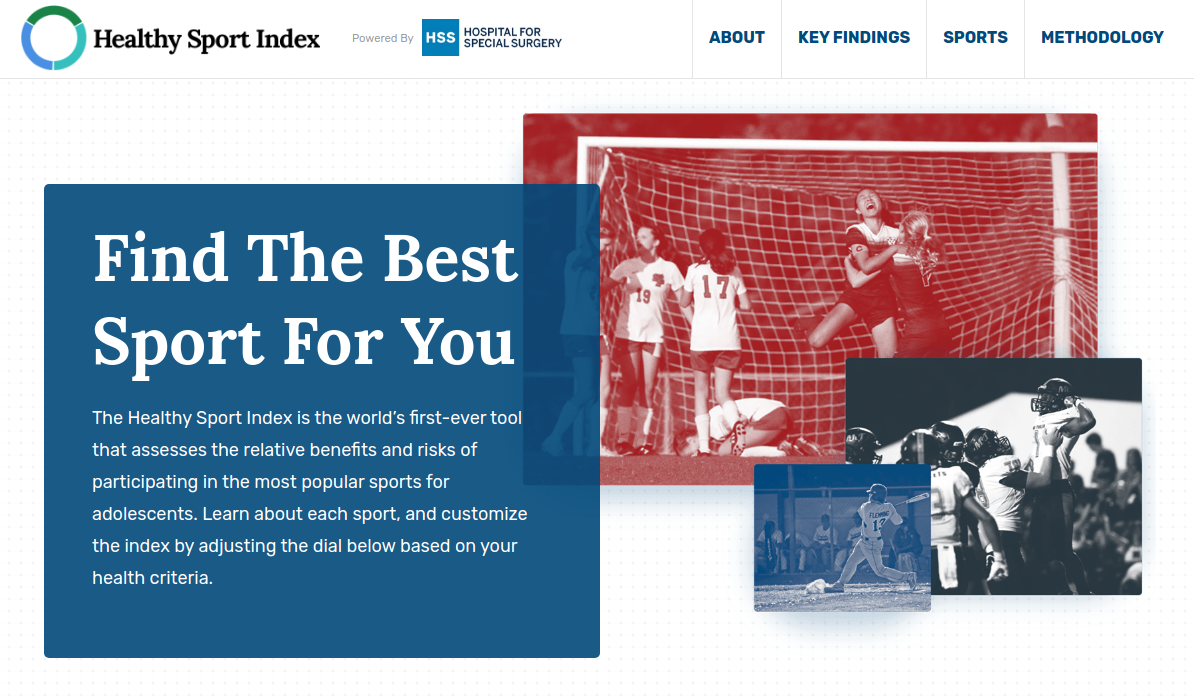 Healthy Sport Index
Powered By
HSS
HOSPITAL FOR
SPECIAL SURGERY
ABOUT
KEY FINDINGS
SPORTS
METHODOLOGY
Find The Best
Sport For You
The Healthy Sport Index is the world’s first-ever tool
that assesses the relative benefits and risks of
participating in the most popular sports for
adolescents. Learn about each sport, and customize
the index by adjusting the dial below based on your
health criteria.
19
17
C
FLEMING
13